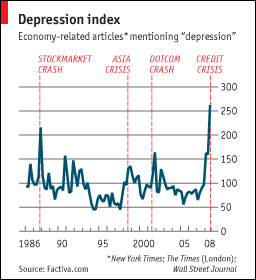 Depression index
Economy-related articles* mentioning "depression"
STOCKMARKET CRASH
ASIA CRISIS
DOTCOM CRASH
CREDIT CRISIS
300
250
200
150
100
50
0
1986 90 95 2000 05 08
Source: Factiva.com
*New York Times; The Times (London);
Wall Street Journal